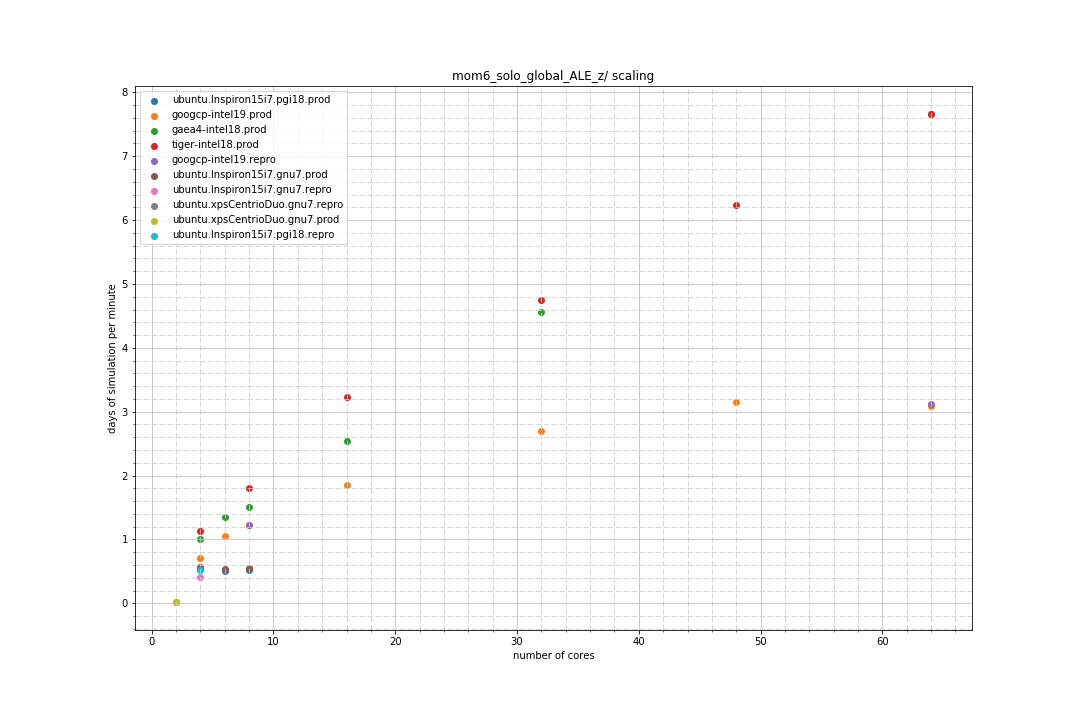 mom6_solo_global_ALE_z/ scaling
ubuntu.Inspiron15i7.pgi18.prod
googcp-intel19.prod
gaea4-intel18.prod
tiger-intel18.prod
googcp-intel19.repro
ubuntu.Inspiron15i7.gnu7.prod
ubuntu.Inspiron15i7.gnu7.repro
ubuntu.xpsCentrioDuo.gnu7.repro
ubuntu.xpsCentrioDuo.gnu7.prod
ubuntu.Inspiron15i7.pgi18.repro
days of simulation per minute
8
7
6
5
4
3
2
1
0
0 10 20 30 40 50 60
number of cores